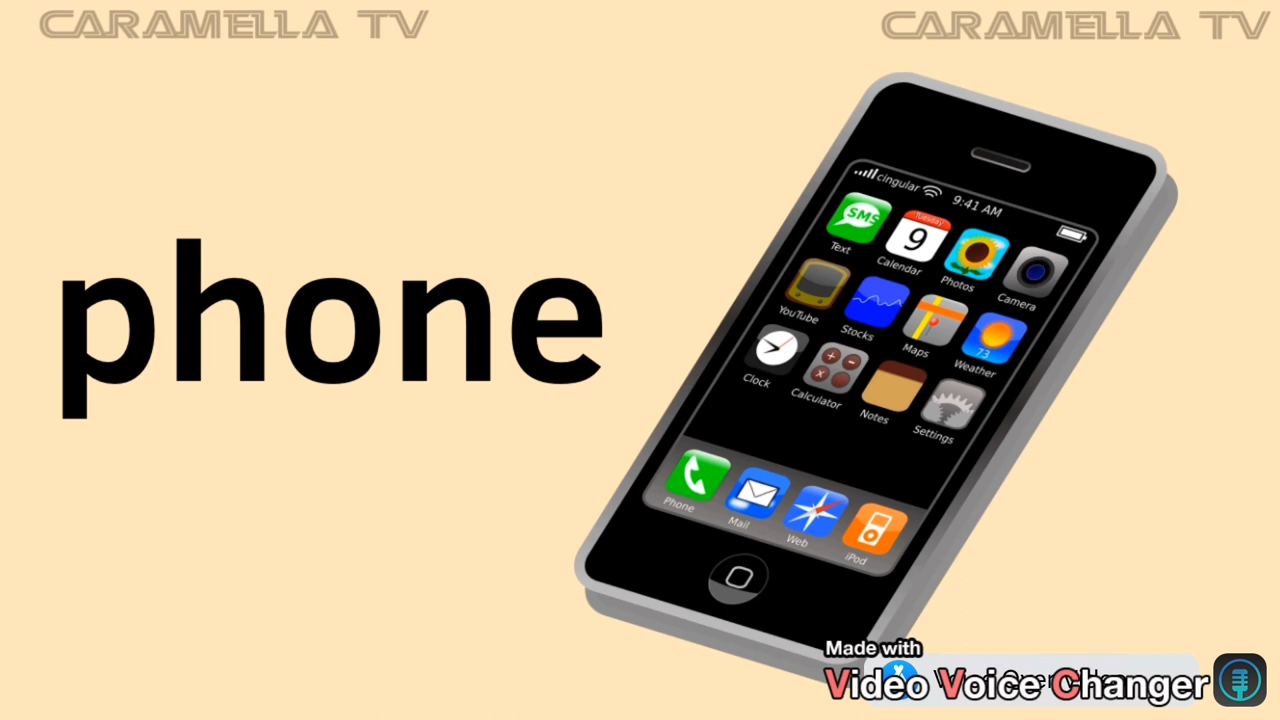 CARAMELLA TV
CARAMELLA TV
phone
cingular 9:41 AM
SMS
Text
Tuesday
9
Calendar
Photos
Camera
YouTube
Stocks
Maps
73
Weather
Clock
Calculator
Notes
Settings
Phone
Mail
Web
iPod
Made with
Video Voice Changer